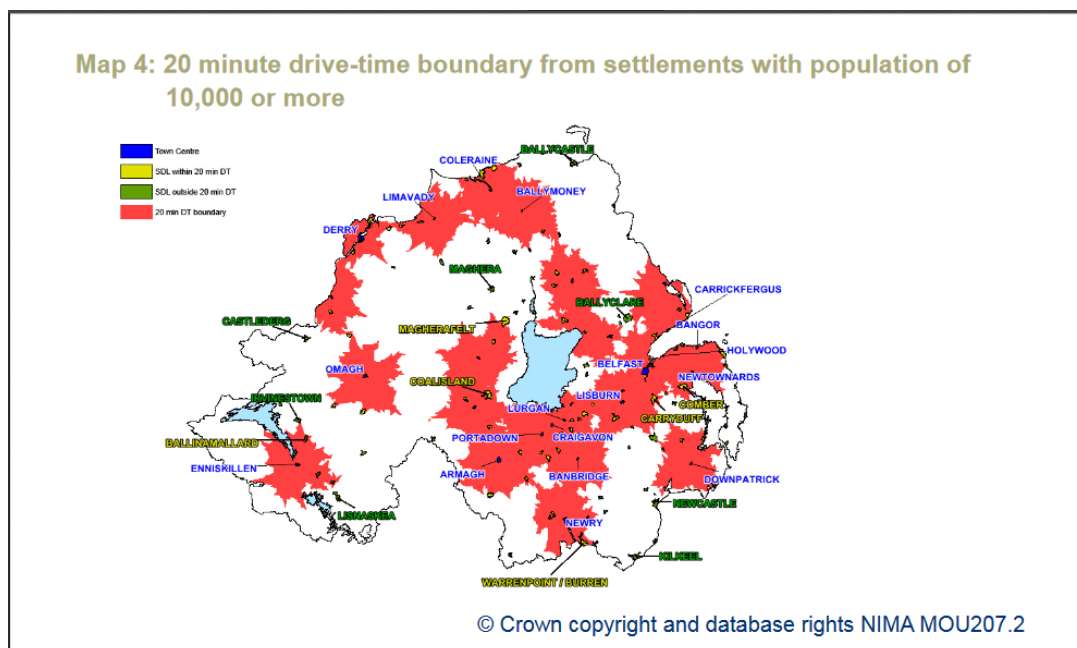 Map 4: 20 minute drive-time boundary from settlements with population of
10,000 or more
Town Centre
SDL within 20 min DT
SDL outside 20 min DT
20 min DT boundary
BALLYCASTLE
COLERAINE
BALLYMONEY
LIMAVADY
DERRY
MAGHERA
CARRICKFERGUS
BALLYCLARE
CASTLEDERG
MAGHERAFELT
BANGOR
HOLYWOOD
BELFAST
OMAGH
NEWTOWNARDS
COALISLAND
LISBURN
COMBER
IRVINESTOWN
LURGAN
CARRYDUFF
PORTADOWN
CRAIGAVON
BALLINAMALLARD
ENNISKILLEN
ARMAGH
BANBRIDGE
DOWNPATRICK
NEWCASTLE
LISNASKEA
NEWRY
KILKEEL
WARRENPOINT / BURREN
© Crown copyright and database rights NIMA MOU207.2